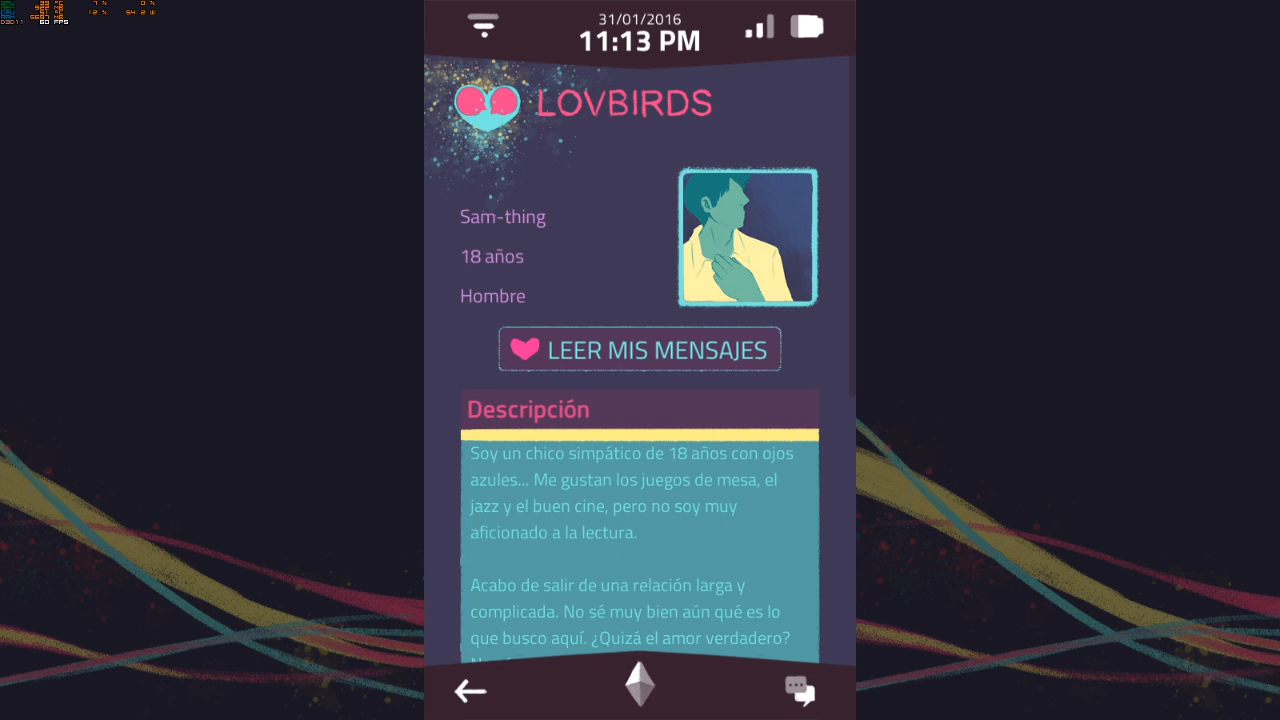 31/01/2016
11:13 PM
LOVBIRDS
Sam-thing
18 años
Hombre
LEER MIS MENSAJES
Descripción
Soy un chico simpático de 18 años con ojos
azules... Me gustan los juegos de mesa, el
jazz y el buen cine, pero no soy muy
aficionado a la lectura.
Acabo de salir de una relación larga y
complicada. No sé muy bien aún qué es lo
que busco aquí. ¿Quizá el amor verdadero?